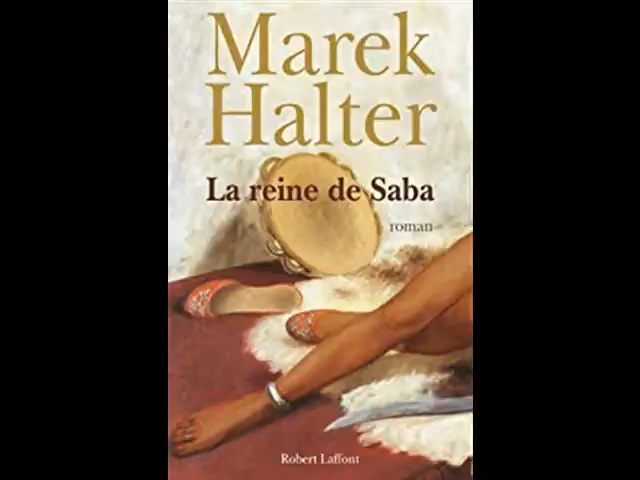 Marek
Halter
La reine de Saba
roman
Robert Laffont